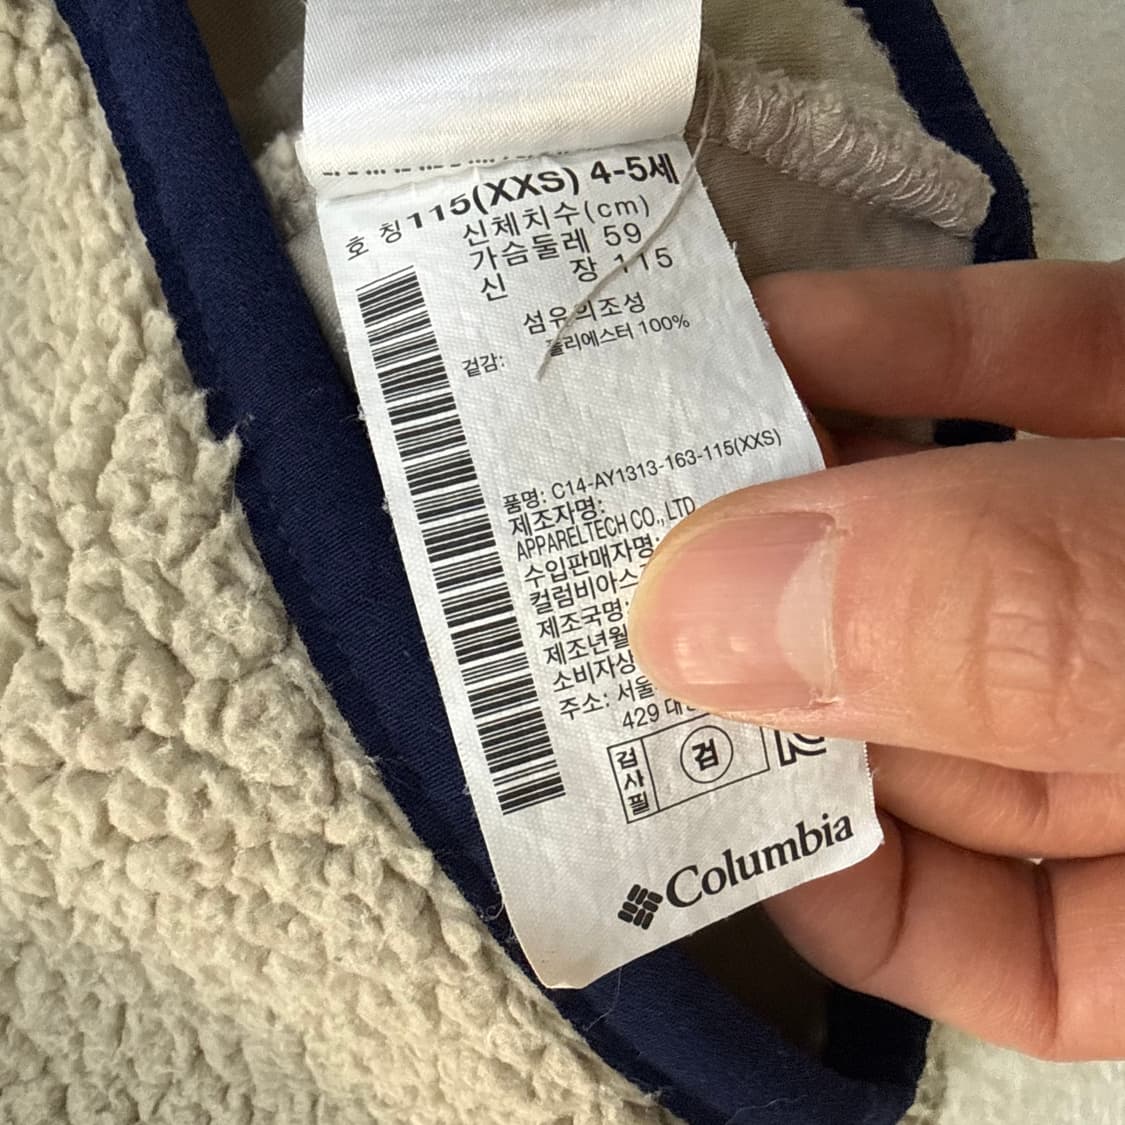 호 칭 115(XXS) 4-5세
신체치수(cm)
가슴둘레 59
신 장 115
섬유의조성
겉감: 폴리에스터 100%
품명: C14-AY1313-163-115(XXS)
제조자명:
APPARELTECH CO., LTD
수입판매자명:
컬럼비아스
제조국명:
제조년월
소비자상
주소: 서울
429 대
검사필
검
Columbia